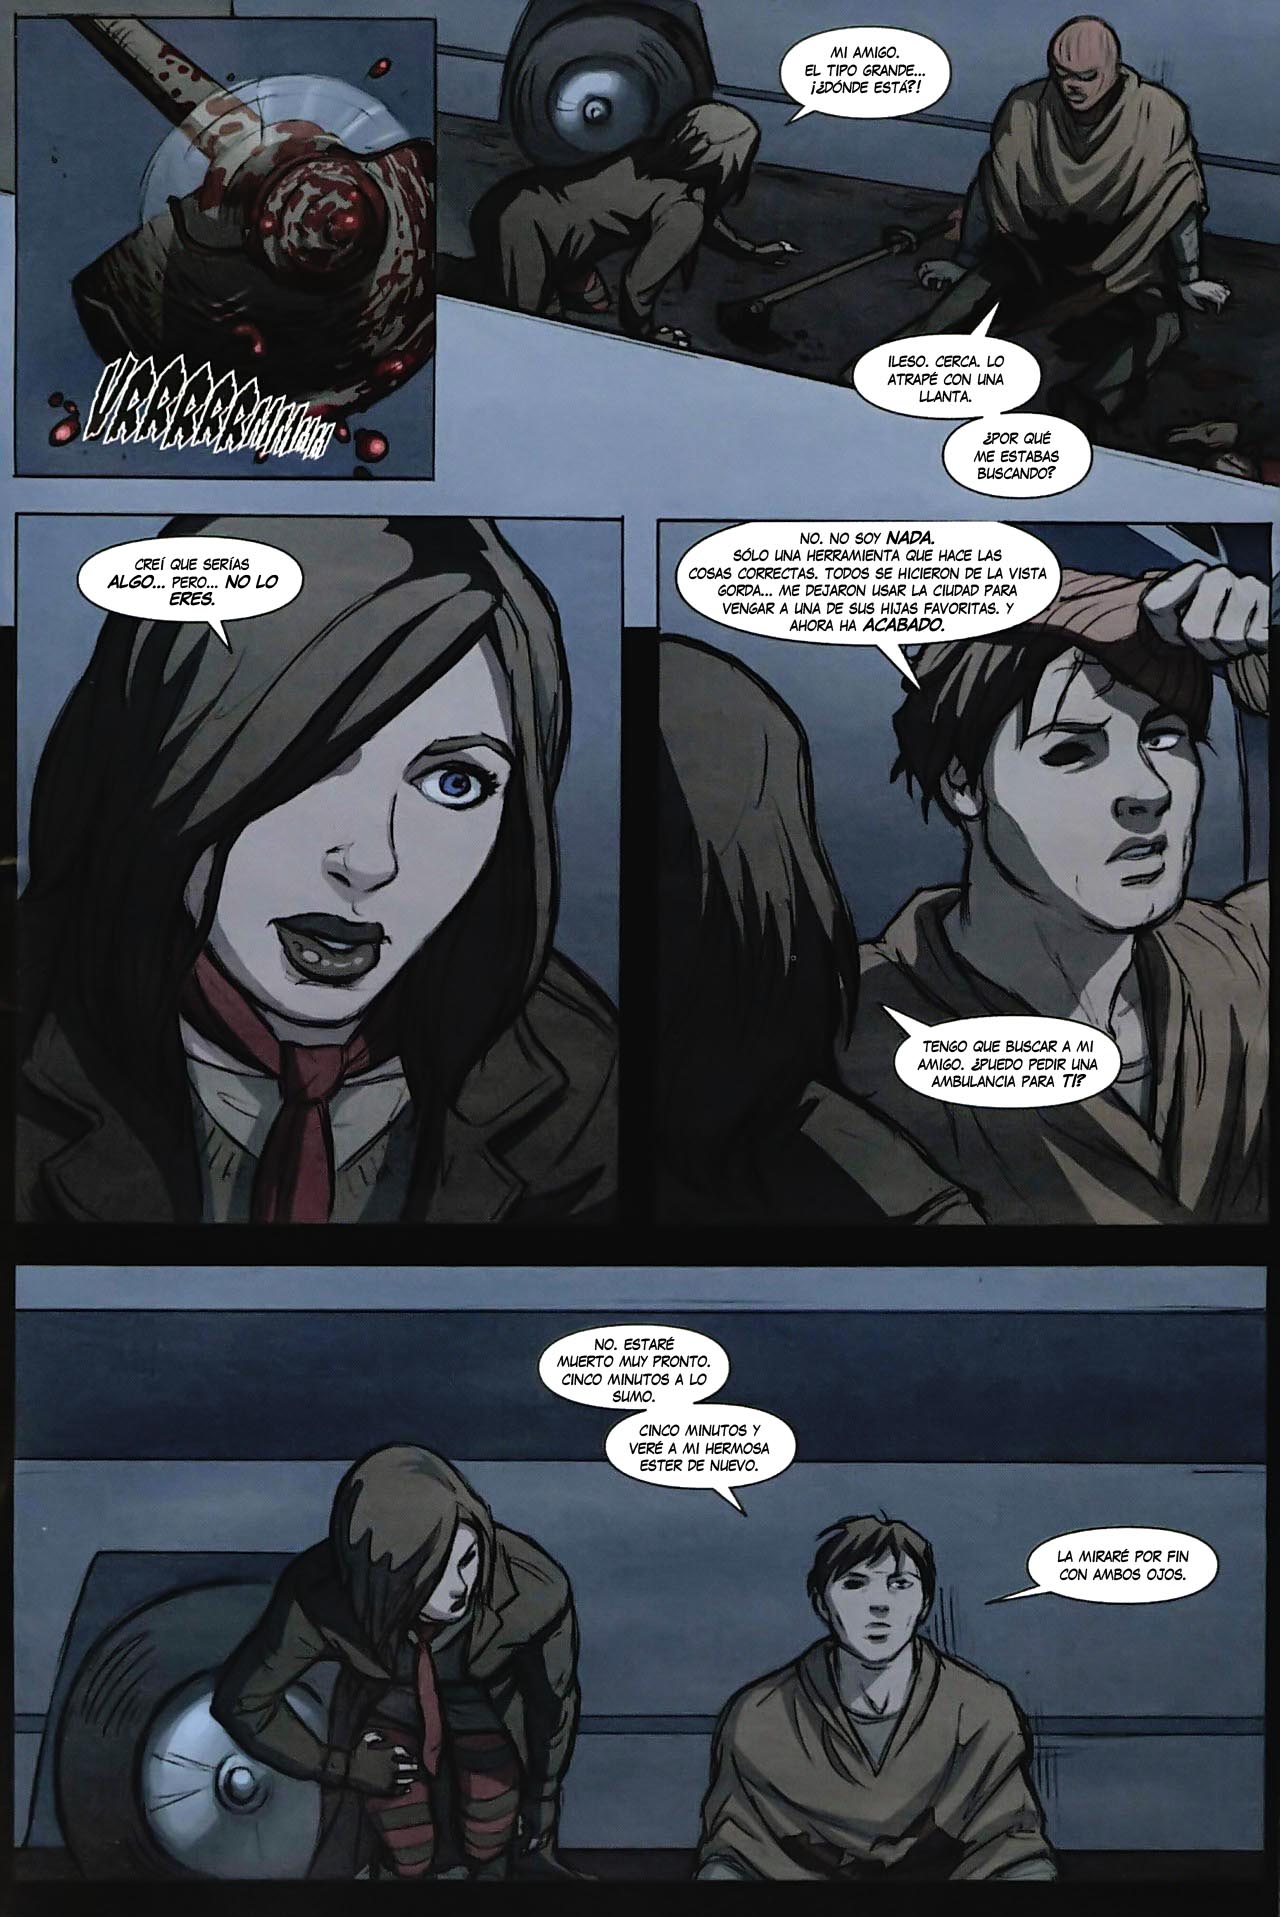 VRRRRRMMMMM
MI AMIGO.
EL TIPO GRANDE...
¡¿DÓNDE ESTÁ?!
ILESO. CERCA. LO
ATRAPÉ CON UNA
LLANTA.
¿POR QUÉ
ME ESTABAS
BUSCANDO?
CREÍ QUE SERÍAS
ALGO... PERO... NO LO
ERES.
NO. NO SOY NADA.
SÓLO UNA HERRAMIENTA QUE HACE LAS
COSAS CORRECTAS. TODOS SE HICIERON DE LA VISTA
GORDA... ME DEJARON USAR LA CIUDAD PARA
VENGAR A UNA DE SUS HIJAS FAVORITAS. Y
AHORA HA ACABADO.
TENGO QUE BUSCAR A MI
AMIGO. ¿PUEDO PEDIR UNA
AMBULANCIA PARA TI?
NO. ESTARÉ
MUERTO MUY PRONTO.
CINCO MINUTOS A LO
SUMO.
CINCO MINUTOS Y
VERÉ A MI HERMOSA
ESTER DE NUEVO.
LA MIRARÉ POR FIN
CON AMBOS OJOS.